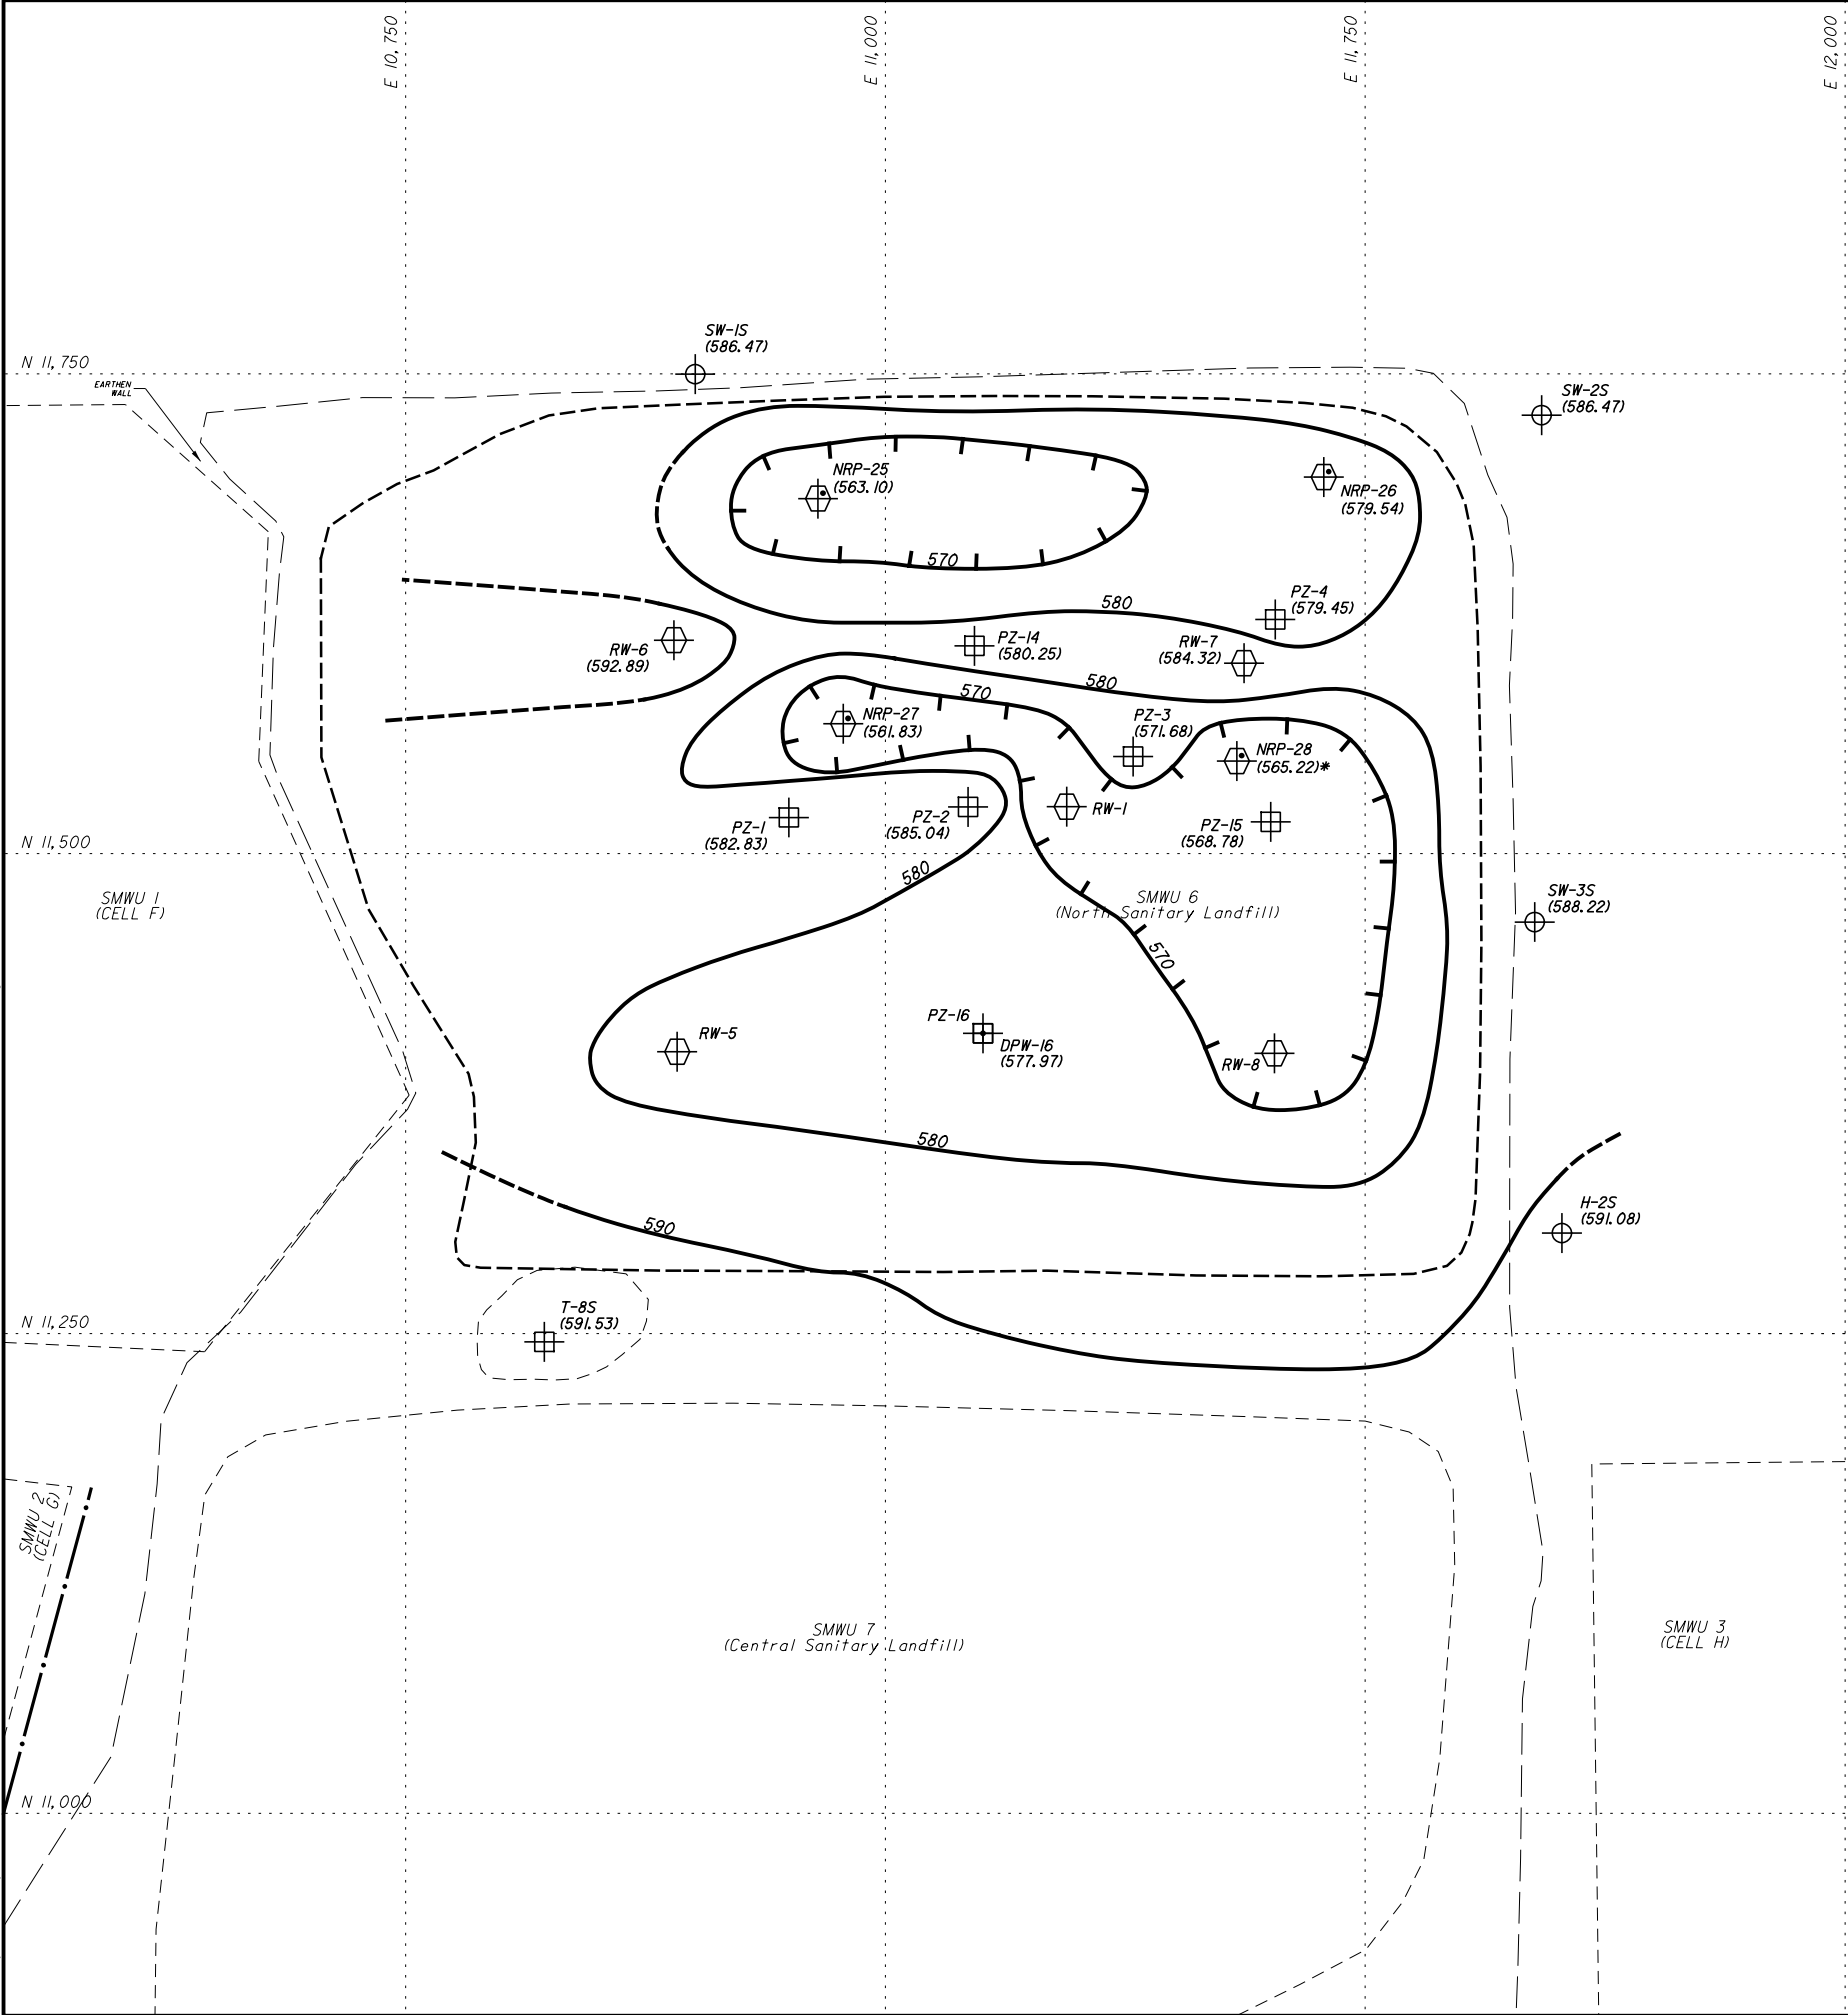 E 10,750
E 11,000
E 11,750
E 12,000
SW-1S
(586.47)
N 11,750
EARTHEN
WALL
SW-2S
(586.47)
NRP-25
(563.10)
NRP-26
(579.54)
570
580
PZ-4
(579.45)
PZ-14
(580.25)
RW-7
(584.32)
RW-6
(592.89)
580
570
NRP-27
(561.83)
PZ-3
(571.68)
NRP-28
(565.22)*
RW-1
PZ-1
(582.83)
PZ-2
(585.04)
PZ-15
(568.78)
N 11,500
580
SMWU 1
(CELL F)
SMWU 6
(North Sanitary Landfill)
SW-3S
(588.22)
570
PZ-16
RW-5
DPW-16
(577.97)
RW-8
580
590
H-2S
(591.08)
T-8S
(591.53)
N 11,250
SMWU 2
(CELL G)
SMWU 7
(Central Sanitary Landfill)
SMWU 3
(CELL H)
N 11,000